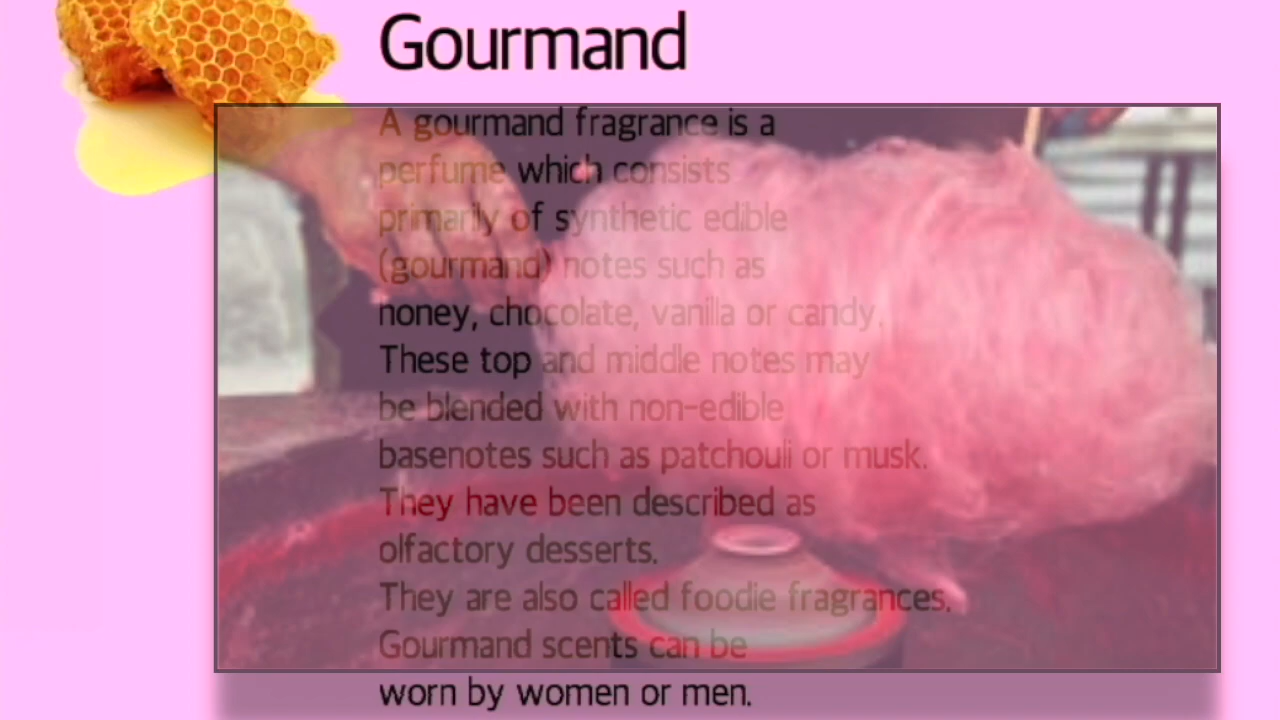 Gourmand
A gourmand fragrance is a
perfume which consists
primarily of synthetic edible
(gourmand) notes such as
honey, chocolate, vanilla or candy.
These top and middle notes may
be blended with non-edible
basenotes such as patchouli or musk.
They have been described as
olfactory desserts.
They are also called foodie fragrances.
Gourmand scents can be
worn by women or men.